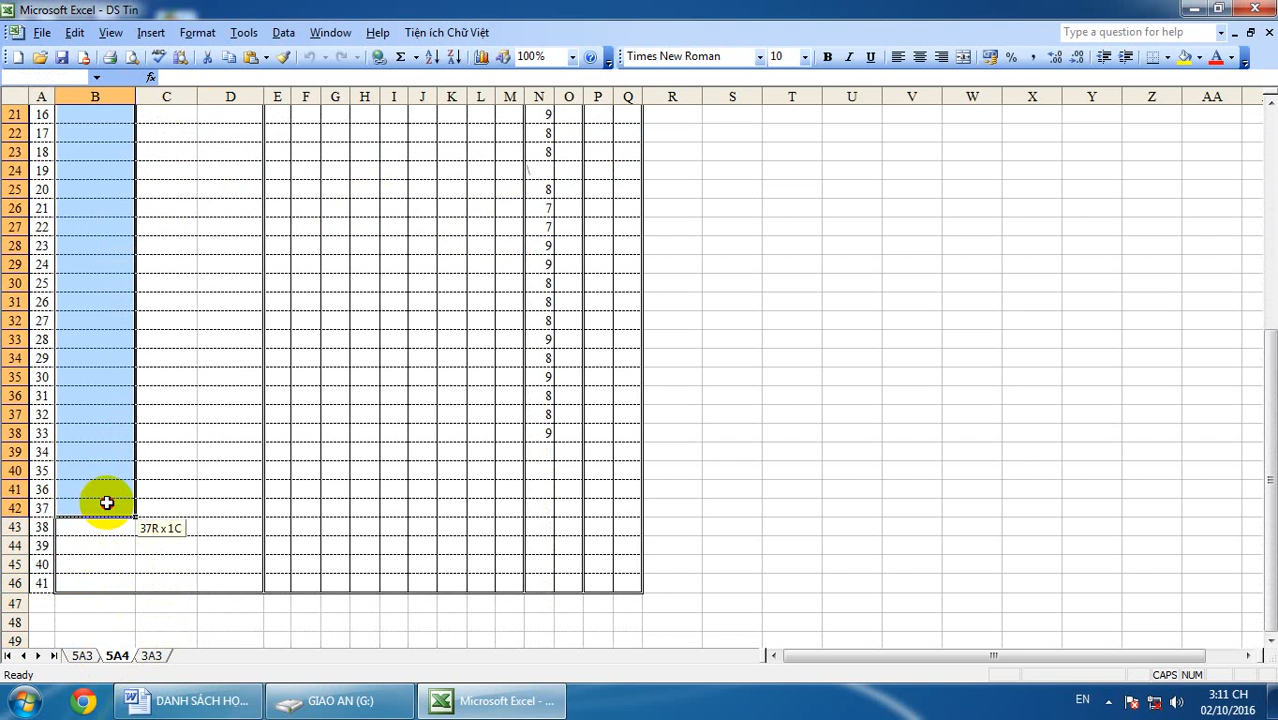 Microsoft Excel - DS Tin
File Edit View Insert Format Tools Data Window Help Tiện ích Chữ Việt
Type a question for help
100% Times New Roman 10
A B C D E F G H I J K L M N O P Q R S T U V W X Y Z AA
21 16 9
22 17 8
23 18 8
24 19 \
25 20 8
26 21 7
27 22 7
28 23 9
29 24 9
30 25 8
31 26 8
32 27 8
33 28 9
34 29 8
35 30 9
36 31 8
37 32 8
38 33 9
39 34
40 35
41 36
42 37
43 38 37R x 1C
44 39
45 40
46 41
47
48
49
5A3 5A4 3A3
Ready
CAPS NUM
DANSÁCH HỌ... GIAO AN (G:) Microsoft Excel - ... EN 3:11 CH
02/10/2016